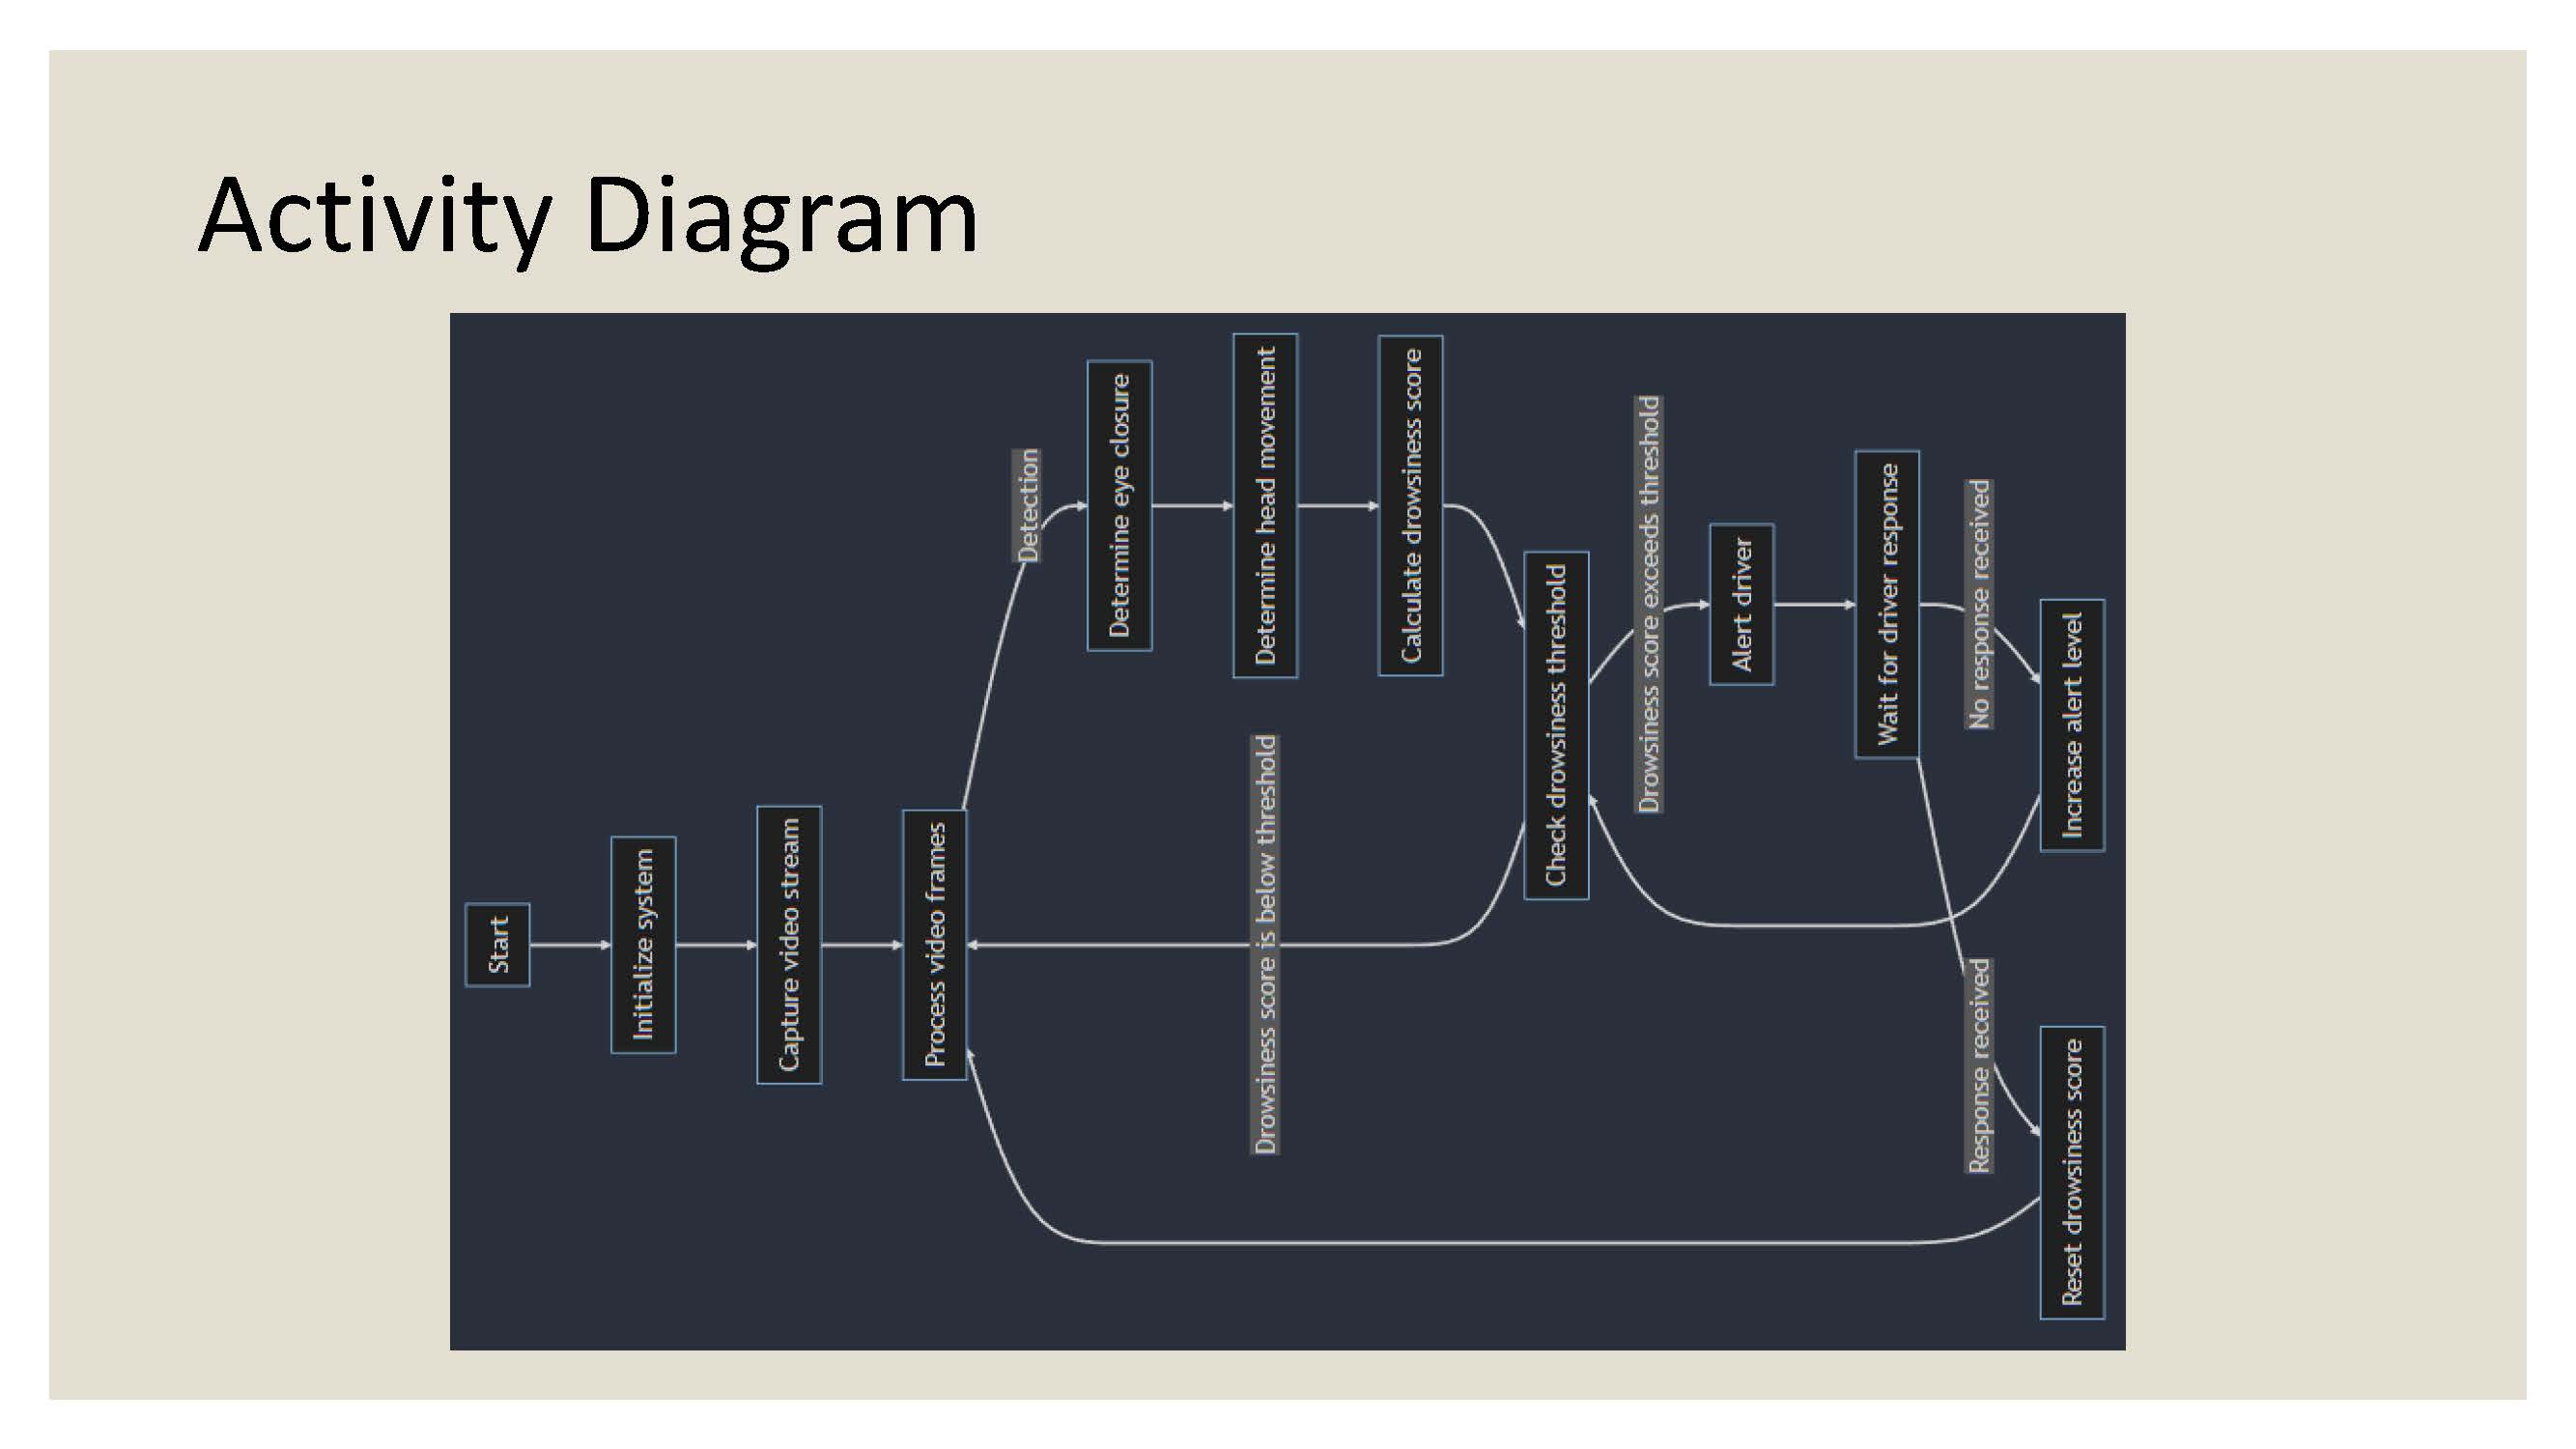 Activity Diagram
Start
Initialize system
Capture video stream
Process video frames
Detection
Determine eye closure
Determine head movement
Calculate drowsiness score
Drowsiness score is below threshold
Check drowsiness threshold
Drowsiness score exceeds threshold
Alert driver
Wait for driver response
No response received
Response received
Increase alert level
Reset drowsiness score